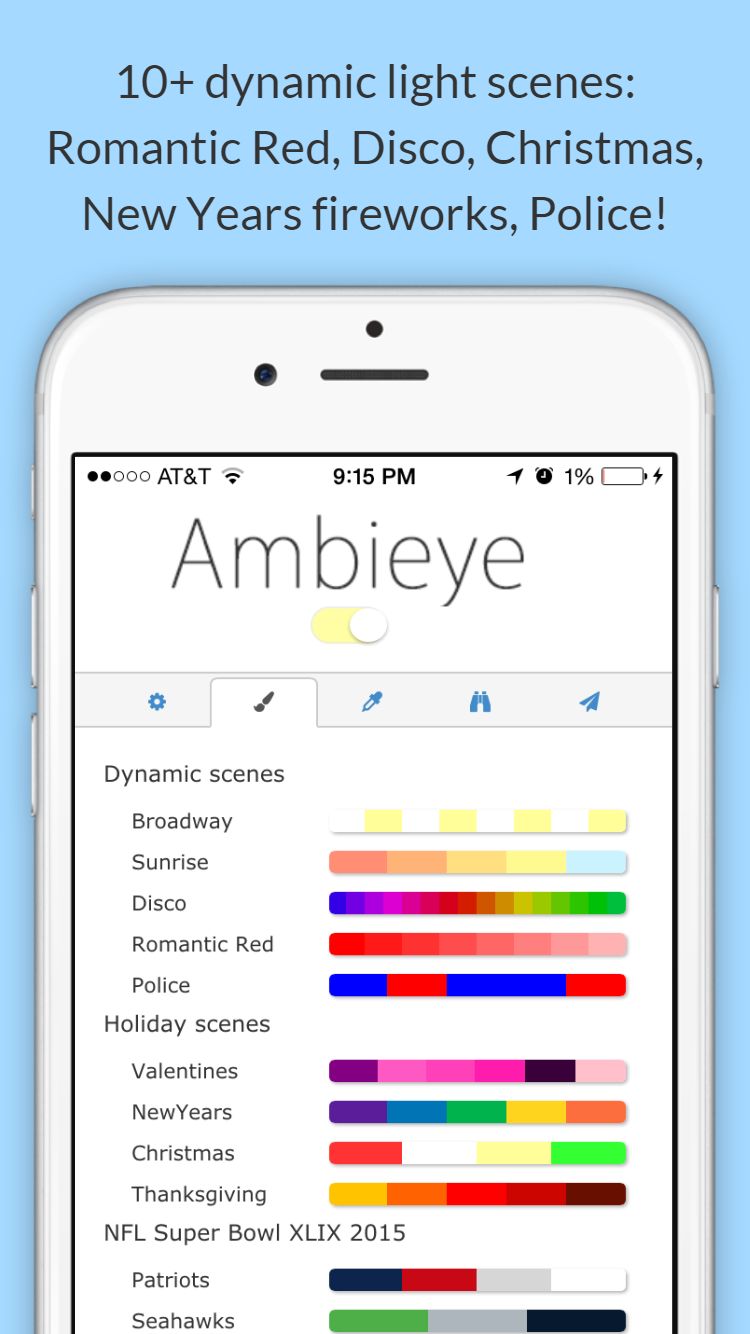 10+ dynamic light scenes:
Romantic Red, Disco, Christmas,
New Years fireworks, Police!
AT&T 9:15 PM 1%
Ambieye
Dynamic scenes
Broadway
Sunrise
Disco
Romantic Red
Police
Holiday scenes
Valentines
NewYears
Christmas
Thanksgiving
NFL Super Bowl XLIX 2015
Patriots
Seahawks